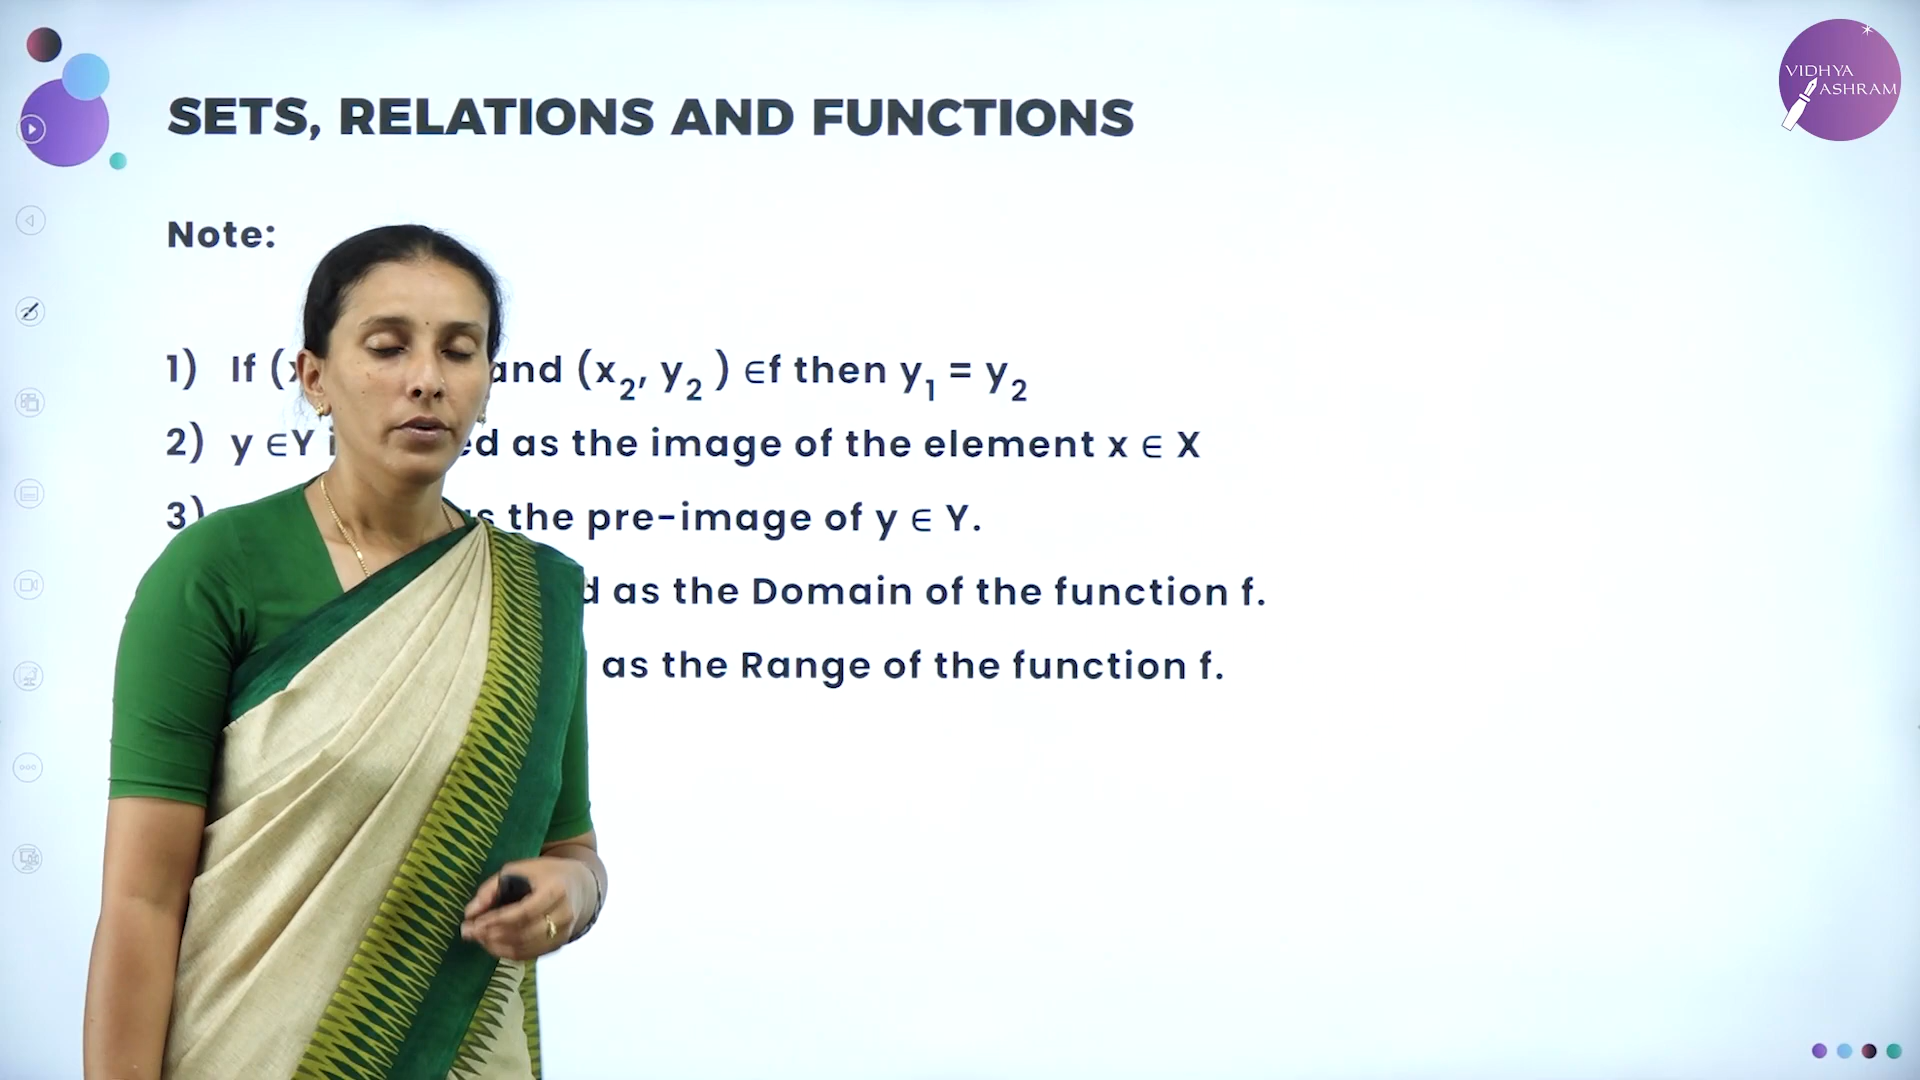 SETS, RELATIONS AND FUNCTIONS
VIDHYA
ASHRAM
Note:
1) If (x and (x₂, y₂ ) ∈f then y₁ = y₂
2) y ∈Y as the image of the element x ∈ X
3) the pre-image of y ∈ Y.
as the Domain of the function f.
as the Range of the function f.